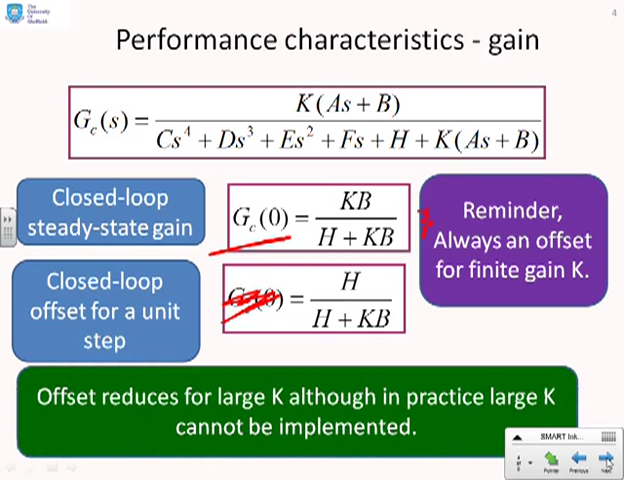 The
University
Of
Sheffield.
4
Performance characteristics - gain
G_c(s) = K(As + B) / (Cs^4 + Ds^3 + Es^2 + Fs + H + K(As + B))
Closed-loop
steady-state gain
G_c(0) = KB / (H + KB)
Reminder,
Always an offset
for finite gain K.
Closed-loop
offset for a unit
step
= H / (H + KB)
Offset reduces for large K although in practice large K
cannot be implemented.
SMART Ink...
Pointer Previous Next